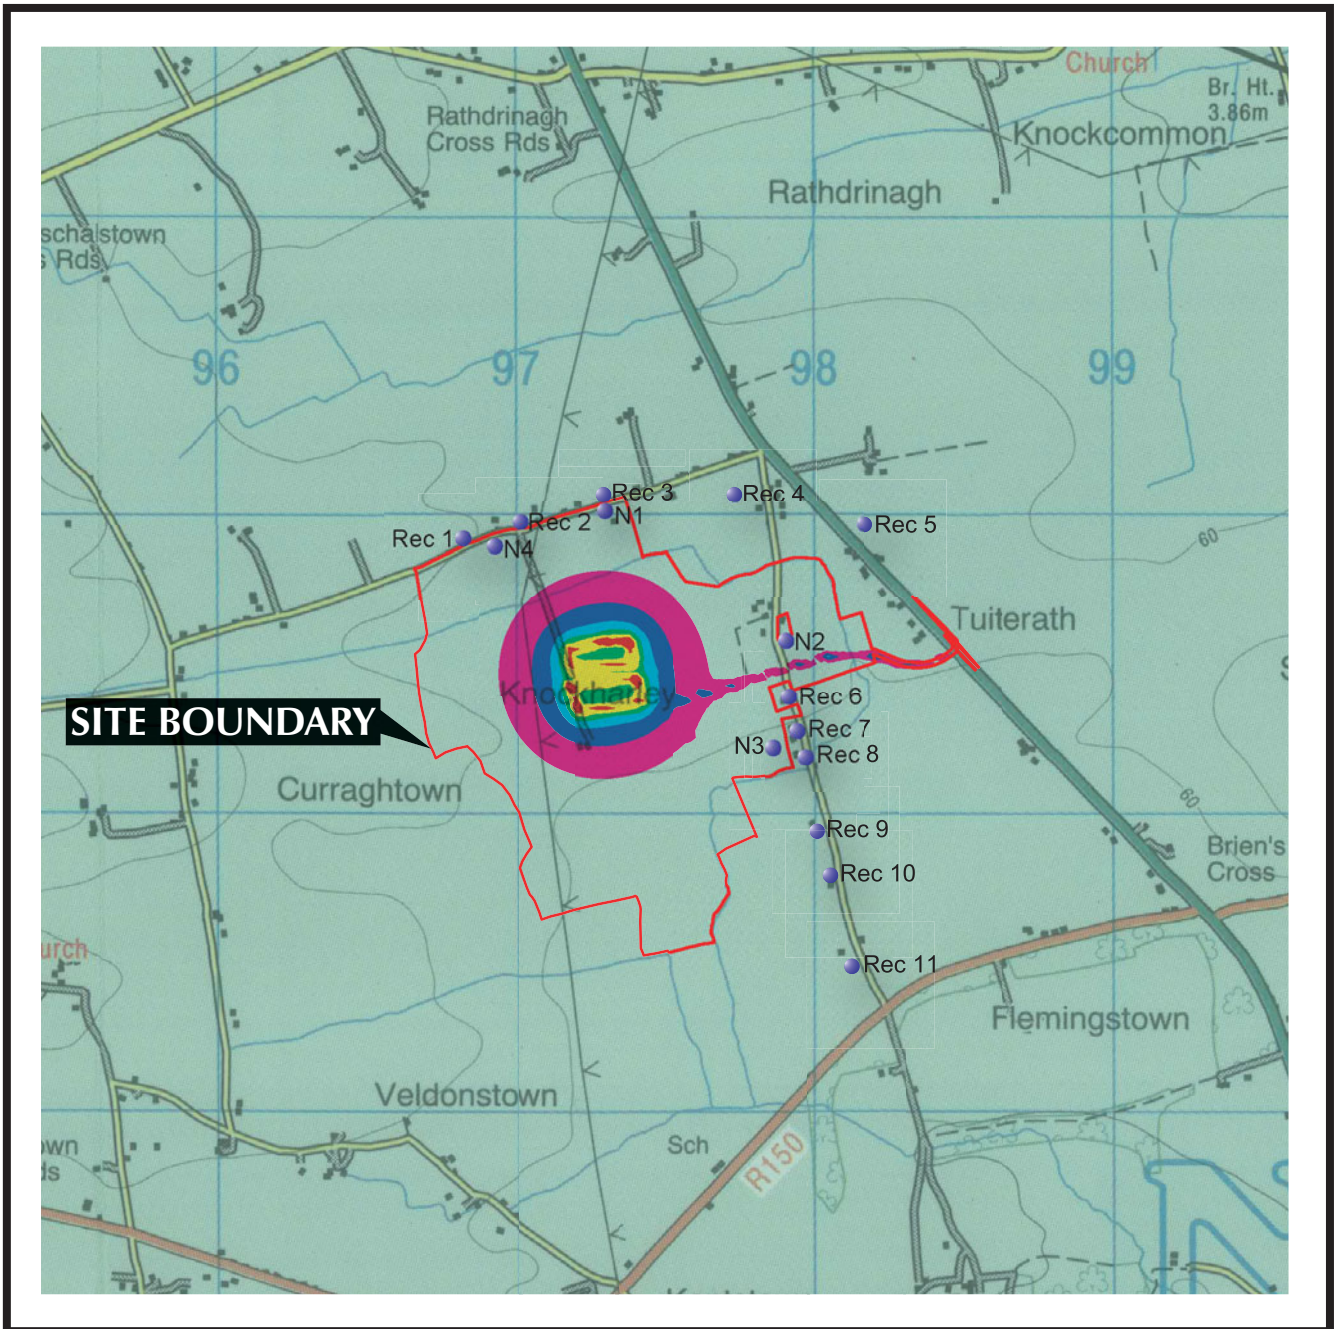 Church
Br. Ht.
3.86m
Rathdrinagh
Cross Rds
Knockcommon
Rathdrinagh
schalstown
s Rds
96
97
98
99
Rec 3
Rec 4
N1
Rec 2
Rec 5
Rec 1
N4
60
Tuiterath
N2
Knockharley
Rec 6
SITE BOUNDARY
Rec 7
N3
Rec 8
Curraghtown
60
Rec 9
Brien's
Cross
Rec 10
urch
Rec 11
Flemingstown
Veldonstown
own
ds
Sch
R150
N